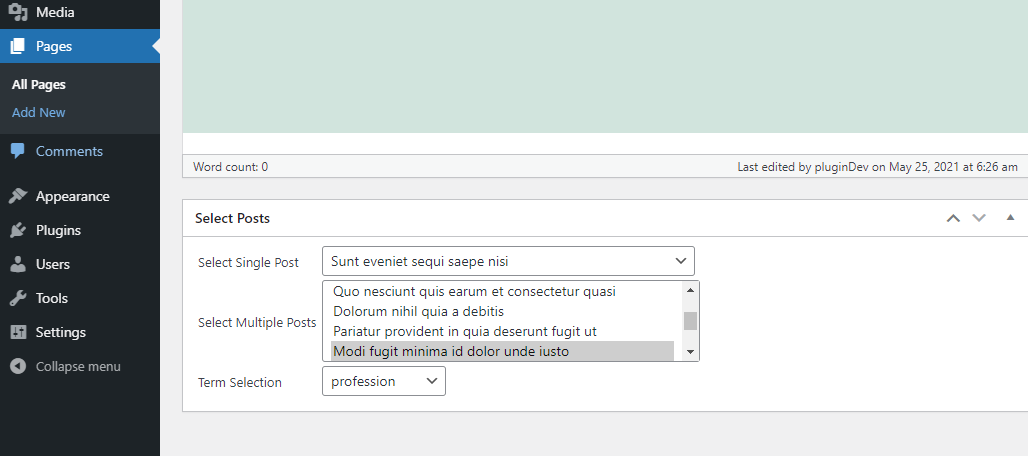 Media
Pages
All Pages
Add New
Comments
Appearance
Plugins
Users
Tools
Settings
Collapse menu
Word count: 0 Last edited by pluginDev on May 25, 2021 at 6:26 am
Select Posts
Select Single Post Sunt eveniet sequi saepe nisi
Select Multiple Posts
Quo nesciunt quis earum et consectetur quasi
Dolorum nihil quia a debitis
Pariatur provident in quia deserunt fugit ut
Modi fugit minima id dolor unde iusto
Term Selection profession